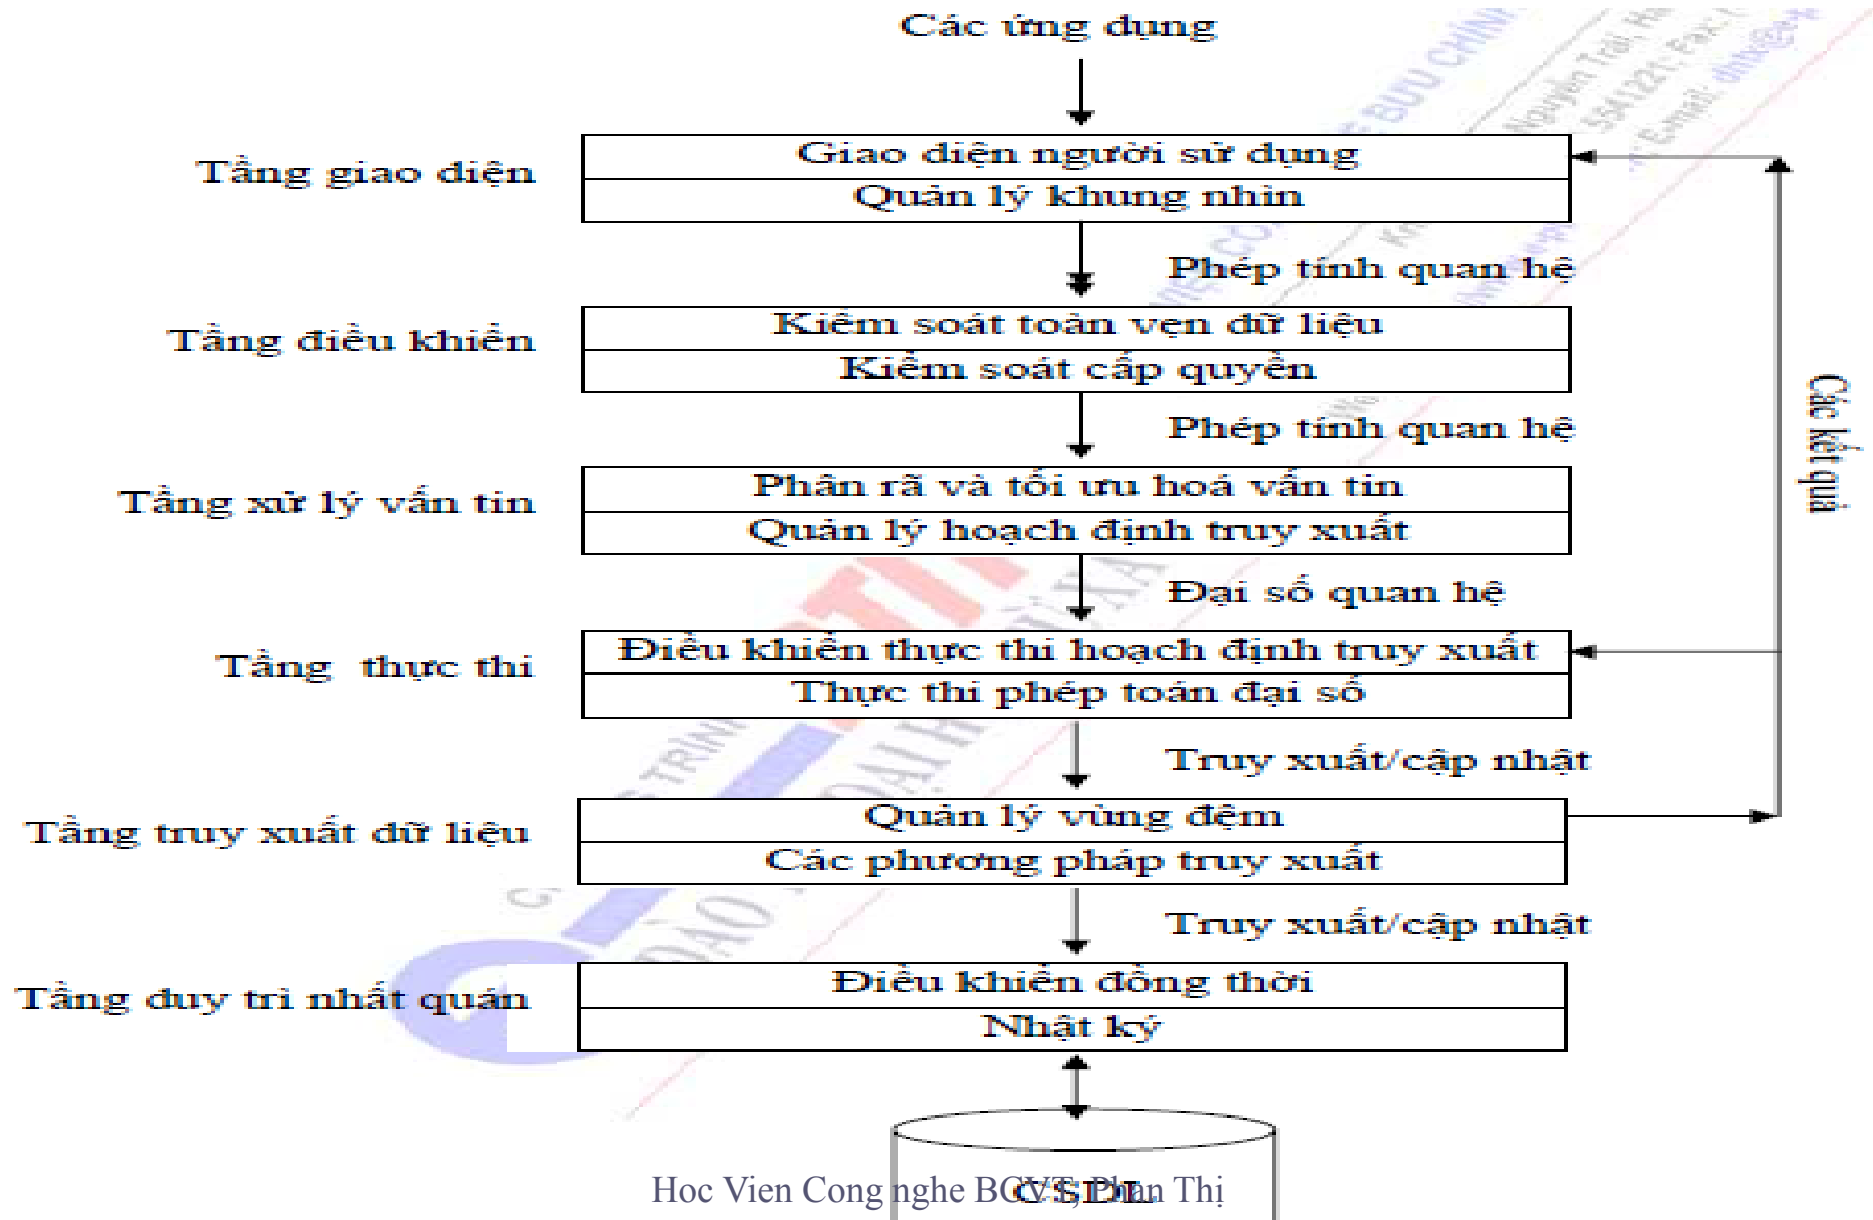 Các ứng dụng
Tầng giao diện
Giao diện người sử dụng
Quản lý khung nhìn
Phép tính quan hệ
Tầng điều khiển
Kiểm soát toàn vẹn dữ liệu
Kiểm soát cấp quyền
Phép tính quan hệ
Tầng xử lý vấn tin
Phân rã và tối ưu hoá vấn tin
Quản lý hoạch định truy xuất
Đại số quan hệ
Tầng thực thi
Điều khiển thực thi hoạch định truy xuất
Thực thi phép toán đại số
Truy xuất/cập nhật
Tầng truy xuất dữ liệu
Quản lý vùng đệm
Các phương pháp truy xuất
Truy xuất/cập nhật
Tầng duy trì nhất quán
Điều khiển đồng thời
Nhật ký
Các kết quả
CSDL
Hoc Vien Cong nghe BCVT, Phan Thị